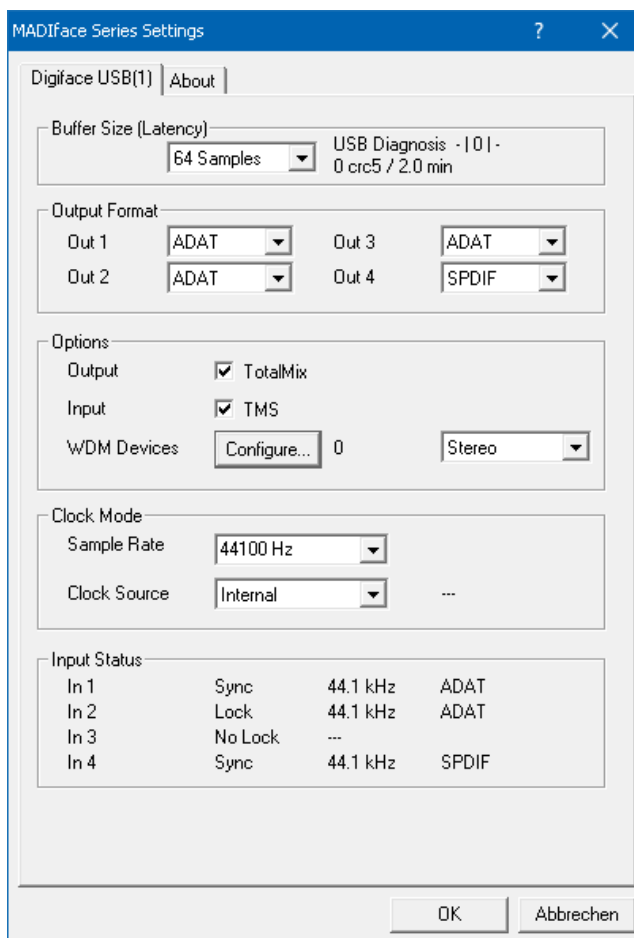 MADIface Series Settings ? ×
Digiface USB(1) About
Buffer Size (Latency)
64 Samples
USB Diagnosis - | 0 | -
0 crc5 / 2.0 min
Output Format
Out 1 ADAT Out 3 ADAT
Out 2 ADAT Out 4 SPDIF
Options
Output TotalMix
Input TMS
WDM Devices Configure... 0 Stereo
Clock Mode
Sample Rate 44100 Hz
Clock Source Internal ---
Input Status
In 1 Sync 44.1 kHz ADAT
In 2 Lock 44.1 kHz ADAT
In 3 No Lock ---
In 4 Sync 44.1 kHz SPDIF
OK Abbrechen